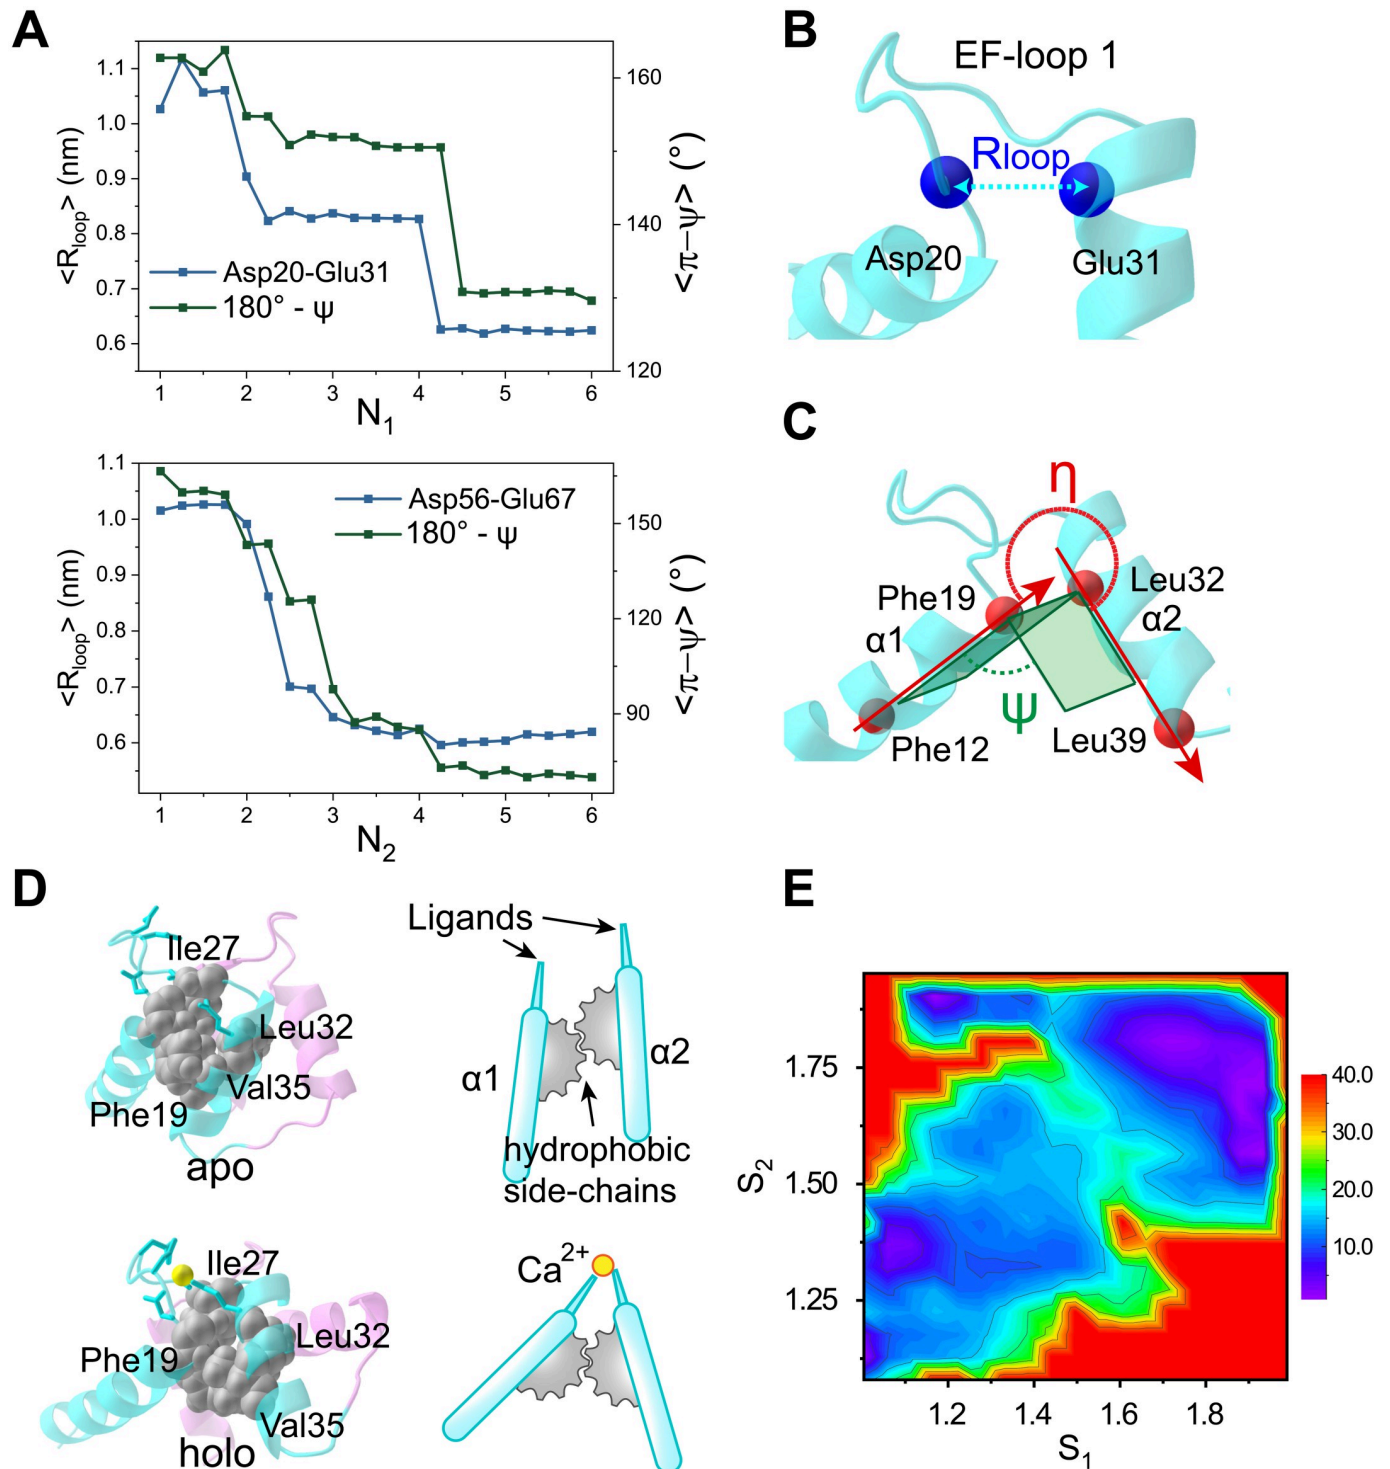 A
1.1
1.0
0.9
0.8
0.7
0.6
<R_loop> (nm)
160
140
120
<π–ψ> (°)
Asp20-Glu31
180° - ψ
1 2 3 4 5 6
N₁
1.1
1.0
0.9
0.8
0.7
0.6
<R_loop> (nm)
150
120
90
<π–ψ> (°)
Asp56-Glu67
180° - ψ
1 2 3 4 5 6
N₂
B
EF-loop 1
Rloop
Asp20
Glu31
C
η
Phe19
Leu32
α1
α2
ψ
Phe12
Leu39
D
Ile27
Leu32
Val35
Phe19
apo
Ligands
α1
α2
hydrophobic
side-chains
Ile27
Leu32
Phe19
Val35
holo
Ca²⁺
E
1.75
1.50
1.25
S₂
1.2 1.4 1.6 1.8
S₁
40.0
30.0
20.0
10.0